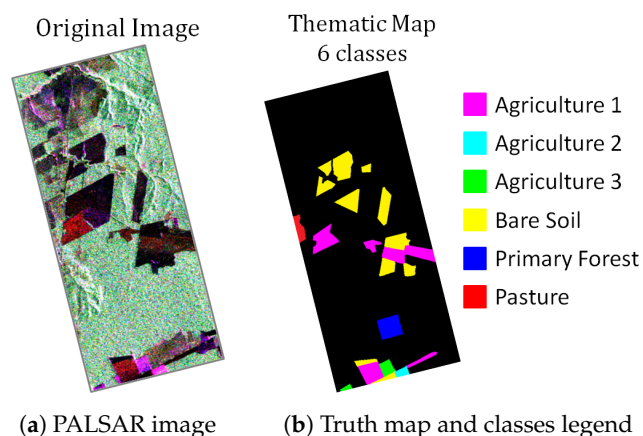 Original Image
Thematic Map
6 classes
Agriculture 1
Agriculture 2
Agriculture 3
Bare Soil
Primary Forest
Pasture
(a) PALSAR image
(b) Truth map and classes legend